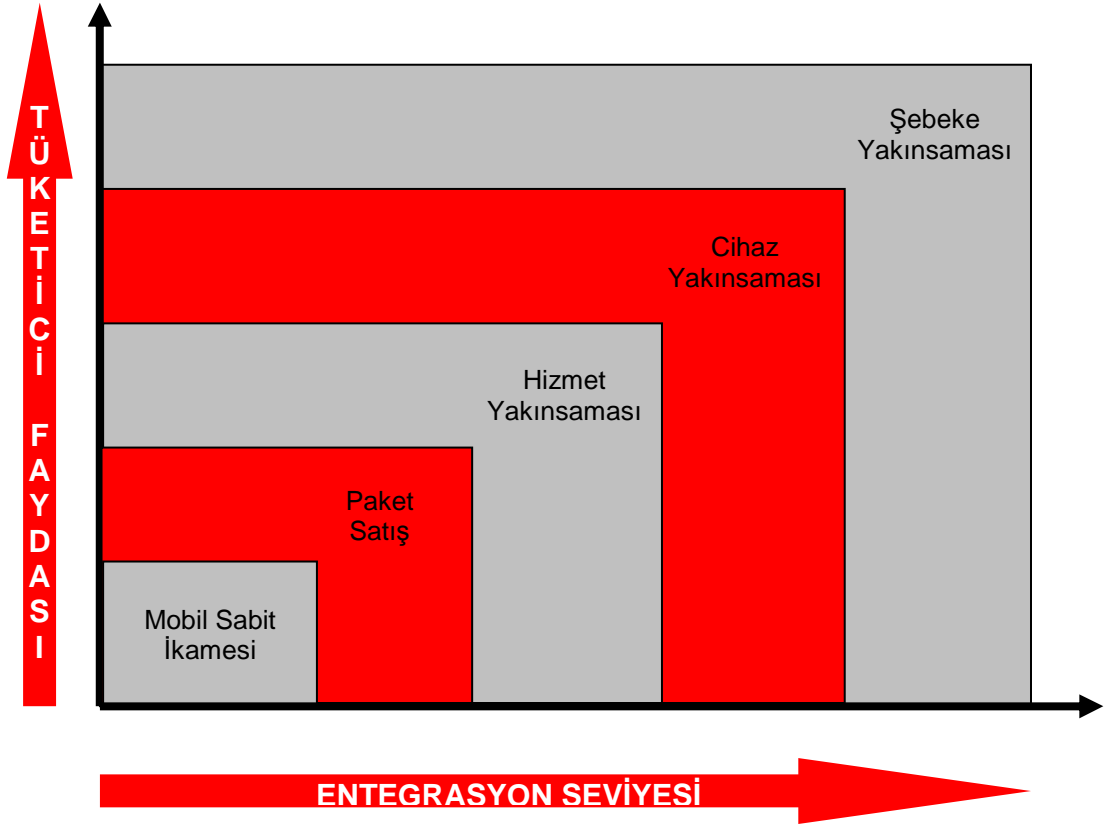 TÜKETİCİ FAYDASI
Şebeke
Yakınsaması
Cihaz
Yakınsaması
Hizmet
Yakınsaması
Paket
Satış
Mobil Sabit
İkamesi
ENTEGRASYON SEVİYESİ